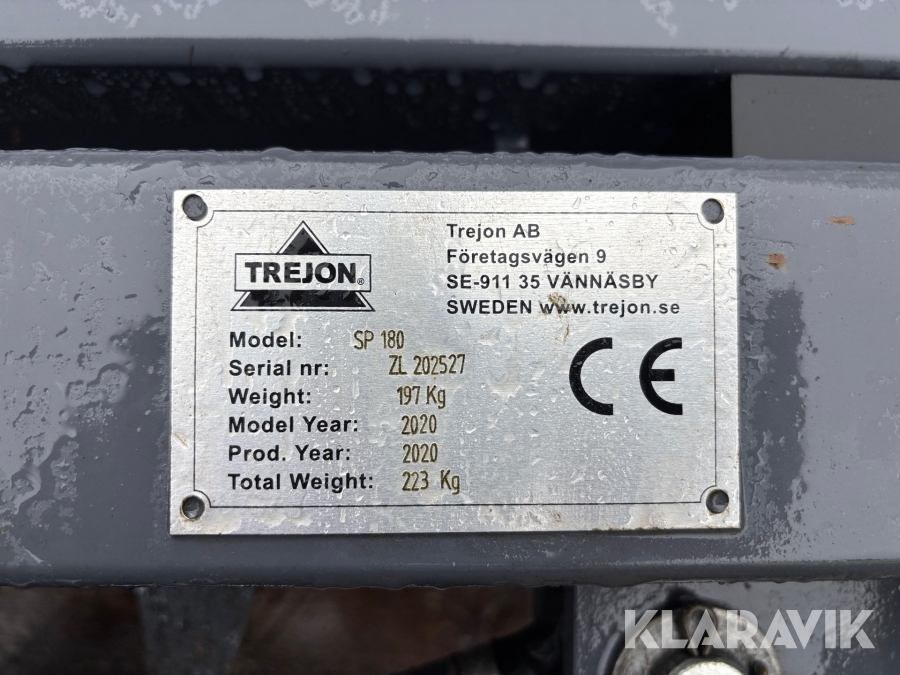 TREJON®
Trejon AB
Företagsvägen 9
SE-911 35 VÄNNÄSBY
SWEDEN www.trejon.se
Model: SP 180
Serial nr: ZL 202527
Weight: 197 Kg
Model Year: 2020
Prod. Year: 2020
Total Weight: 223 Kg
CE
KLARAVIK